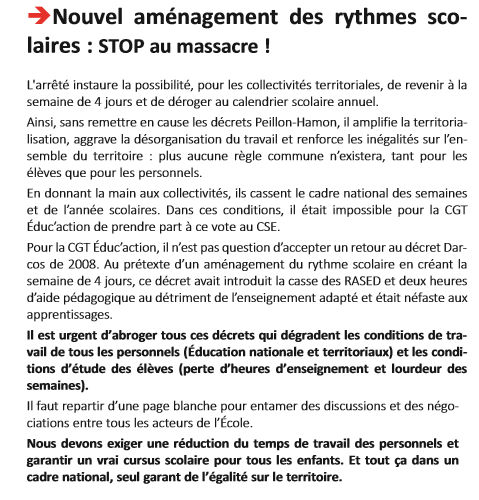 ➔Nouvel aménagement des rythmes sco-
laires : STOP au massacre !
L'arrêté instaure la possibilité, pour les collectivités territoriales, de revenir à la
semaine de 4 jours et de déroger au calendrier scolaire annuel.
Ainsi, sans remettre en cause les décrets Peillon-Hamon, il amplifie la territoria-
lisation, aggrave la désorganisation du travail et renforce les inégalités sur l'en-
semble du territoire : plus aucune règle commune n'existera, tant pour les
élèves que pour les personnels.
En donnant la main aux collectivités, ils cassent le cadre national des semaines
et de l'année scolaires. Dans ces conditions, il était impossible pour la CGT
Éduc'action de prendre part à ce vote au CSE.
Pour la CGT Éduc'action, il n'est pas question d'accepter un retour au décret Dar-
cos de 2008. Au prétexte d'un aménagement du rythme scolaire en créant la
semaine de 4 jours, ce décret avait introduit la casse des RASED et deux heures
d'aide pédagogique au détriment de l'enseignement adapté et était néfaste aux
apprentissages.
Il est urgent d'abroger tous ces décrets qui dégradent les conditions de tra-
vail de tous les personnels (Éducation nationale et territoriaux) et les condi-
tions d'étude des élèves (perte d'heures d'enseignement et lourdeur des
semaines).
Il faut repartir d'une page blanche pour entamer des discussions et des négo-
ciations entre tous les acteurs de l'École.
Nous devons exiger une réduction du temps de travail des personnels et
garantir un vrai cursus scolaire pour tous les enfants. Et tout ça dans un
cadre national, seul garant de l'égalité sur le territoire.